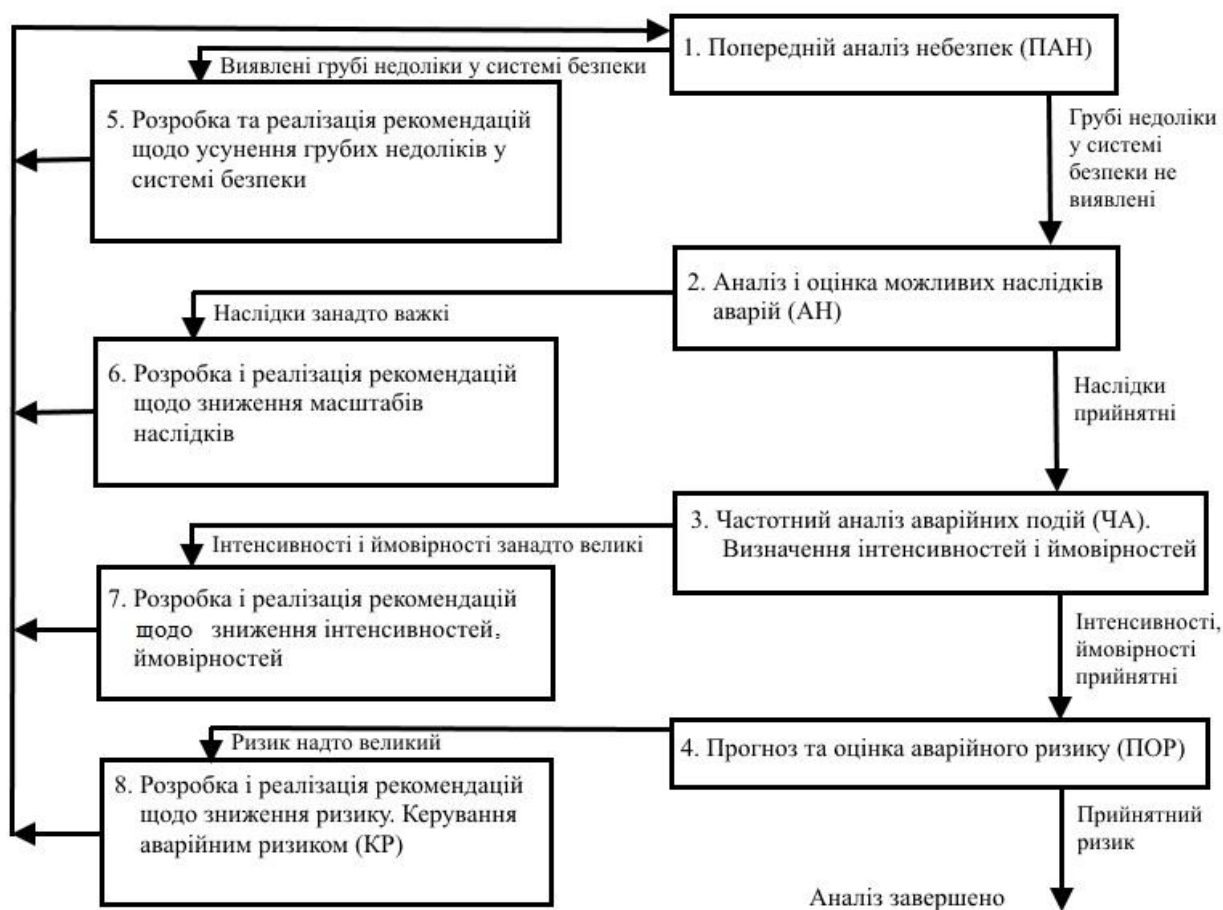 1. Попередній аналіз небезпек (ПАН)
Виявлені грубі недоліки у системі безпеки
5. Розробка та реалізація рекомендацій
щодо усунення грубих недоліків у
системі безпеки
Грубі недоліки
у системі
безпеки не
виявлені
2. Аналіз і оцінка можливих наслідків
аварій (АН)
Наслідки занадто важкі
6. Розробка і реалізація рекомендацій
щодо зниження масштабів
наслідків
Наслідки
прийнятні
3. Частотний аналіз аварійних подій (ЧА).
Визначення інтенсивностей і ймовірностей
Інтенсивності і ймовірності занадто великі
7. Розробка і реалізація рекомендацій
щодо зниження інтенсивностей,
ймовірностей
Інтенсивності,
ймовірності
прийнятні
4. Прогноз та оцінка аварійного ризику (ПОР)
Ризик надто великий
8. Розробка і реалізація рекомендацій
щодо зниження ризику. Керування
аварійним ризиком (КР)
Прийнятний
ризик
Аналіз завершено